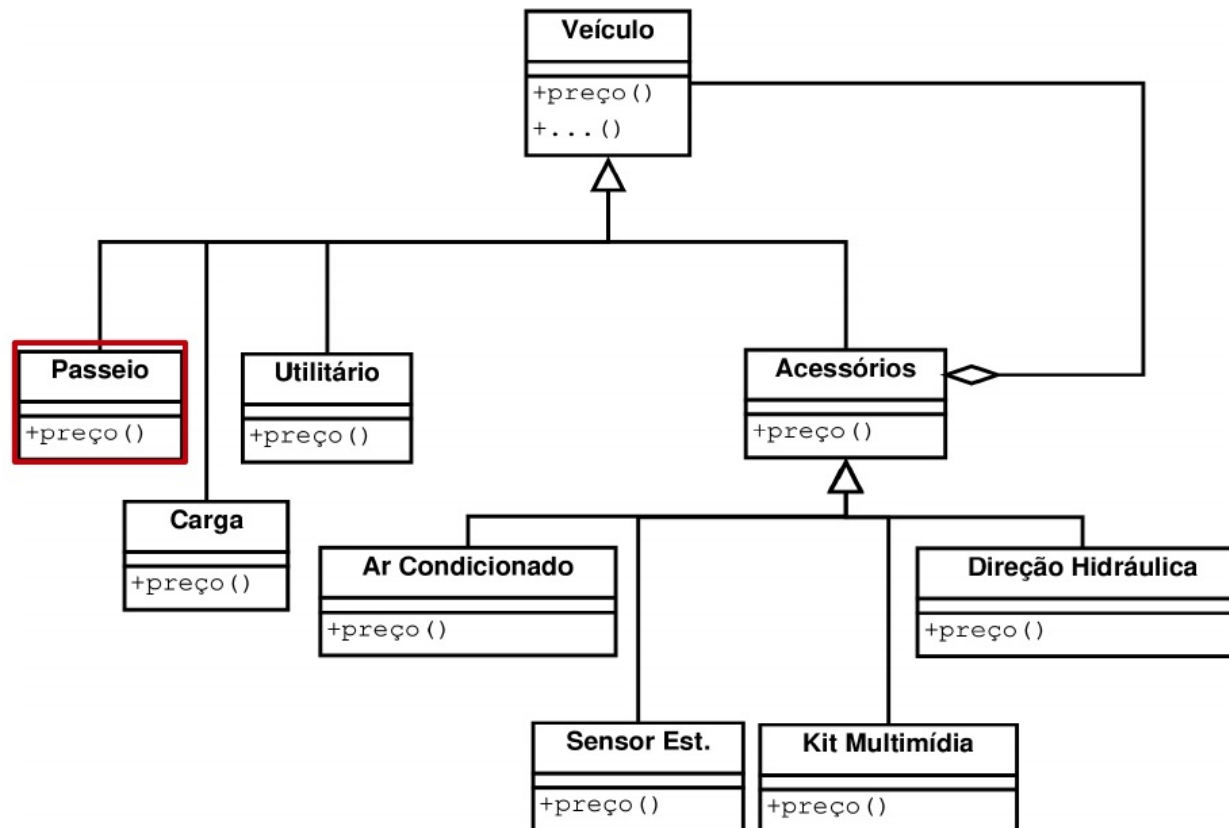 Veículo
+preço()
+...()
Passeio
+preço()
Utilitário
+preço()
Acessórios
+preço()
Carga
+preço()
Ar Condicionado
+preço()
Direção Hidráulica
+preço()
Sensor Est.
+preço()
Kit Multimídia
+preço()